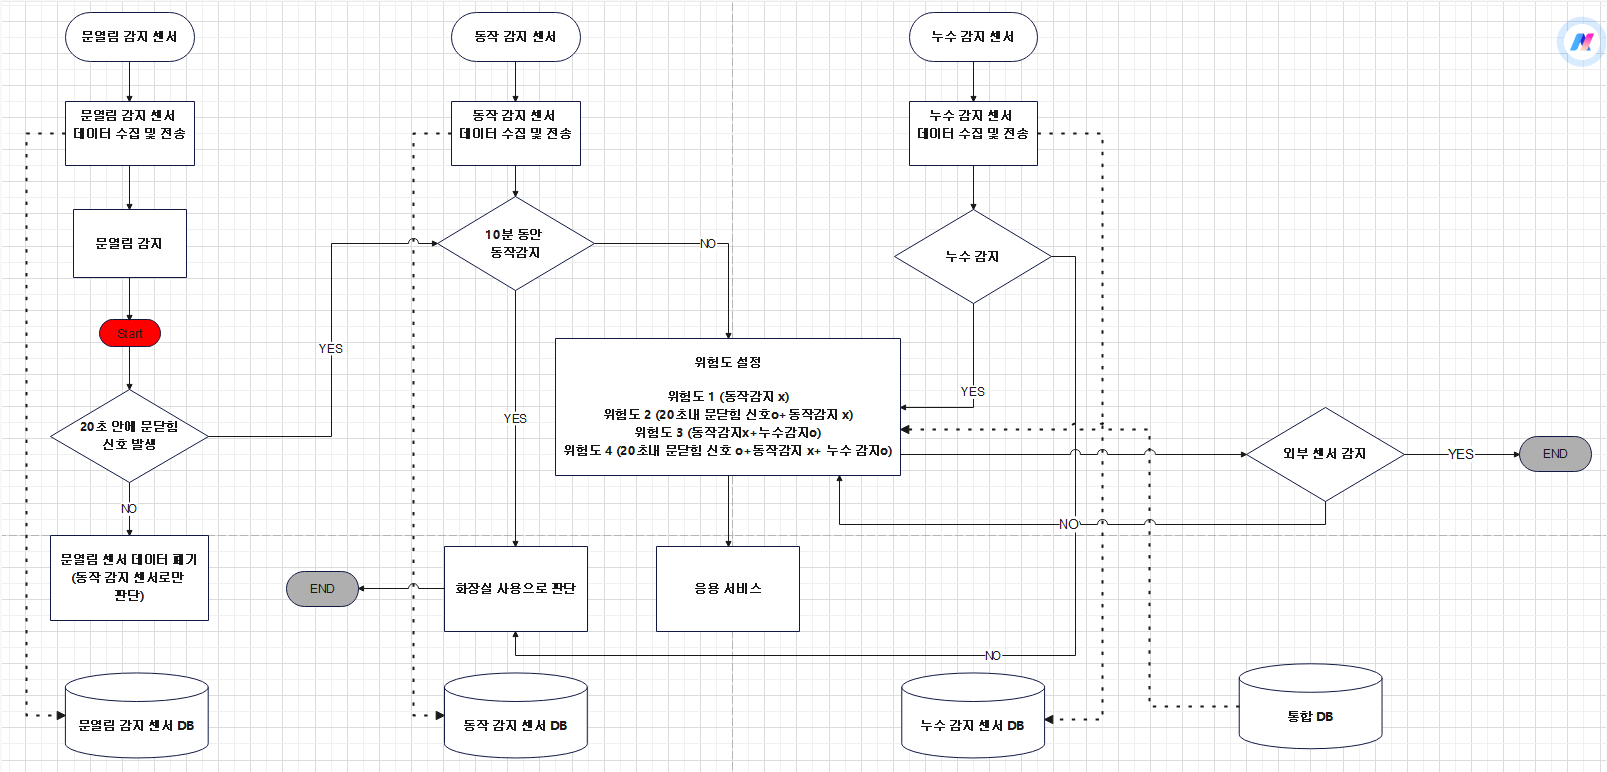 문열림 감지 센서
동작 감지 센서
누수 감지 센서
문열림 감지 센서
데이터 수집 및 전송
동작 감지 센서
데이터 수집 및 전송
누수 감지 센서
데이터 수집 및 전송
문열림 감지
10분 동안
동작감지
NO
누수 감지
Start
YES
위험도 설정
위험도 1 (동작감지 x)
위험도 2 (20초내 문닫힘 신호o+동작감지 x)
위험도 3 (동작감지x+누수감지o)
위험도 4 (20초내 문닫힘 신호 o+동작감지 x+ 누수 감지o)
YES
20초 안에 문닫힘
신호 발생
YES
외부 센서 감지
YES
END
NO
NO
문열림 센서 데이터 폐기
(동작 감지 센서로만
판단)
END
화장실 사용으로 판단
응용 서비스
NO
문열림 감지 센서 DB
동작 감지 센서 DB
누수 감지 센서 DB
통합 DB